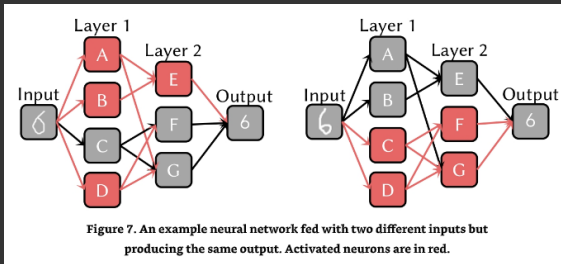 Layer 1
Layer 2
Input
Output
A
B
C
D
E
F
G
6
6
Layer 1
Layer 2
Input
Output
A
B
C
D
E
F
G
6
6
Figure 7. An example neural network fed with two different inputs but
producing the same output. Activated neurons are in red.